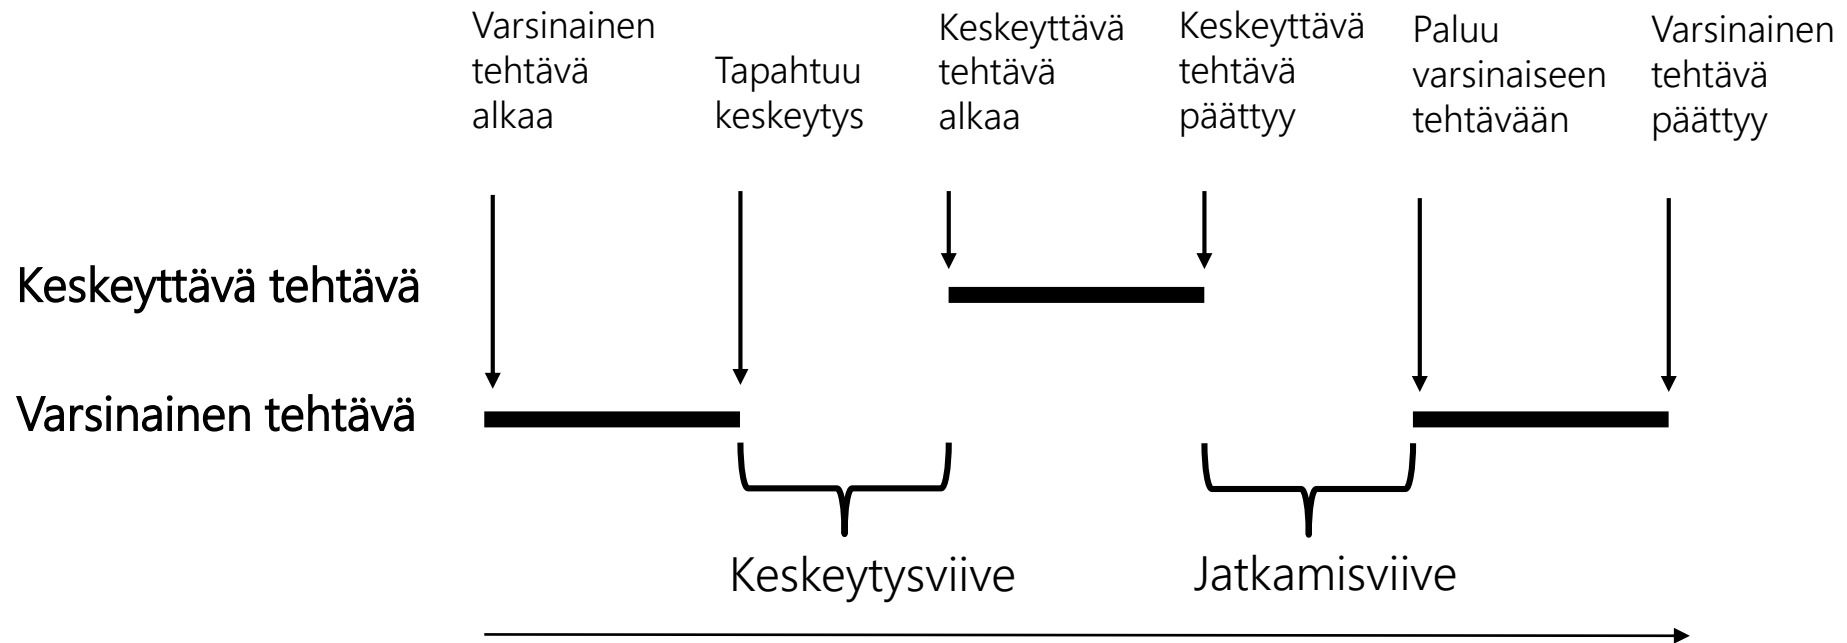 Varsinainen
tehtävä
alkaa
Tapahtuu
keskeytys
Keskeyttävä
tehtävä
alkaa
Keskeyttävä
tehtävä
päättyy
Paluu
varsinaiseen
tehtävään
Varsinainen
tehtävä
päättyy
Keskeyttävä tehtävä
Varsinainen tehtävä
Keskeytysviive
Jatkamisviive